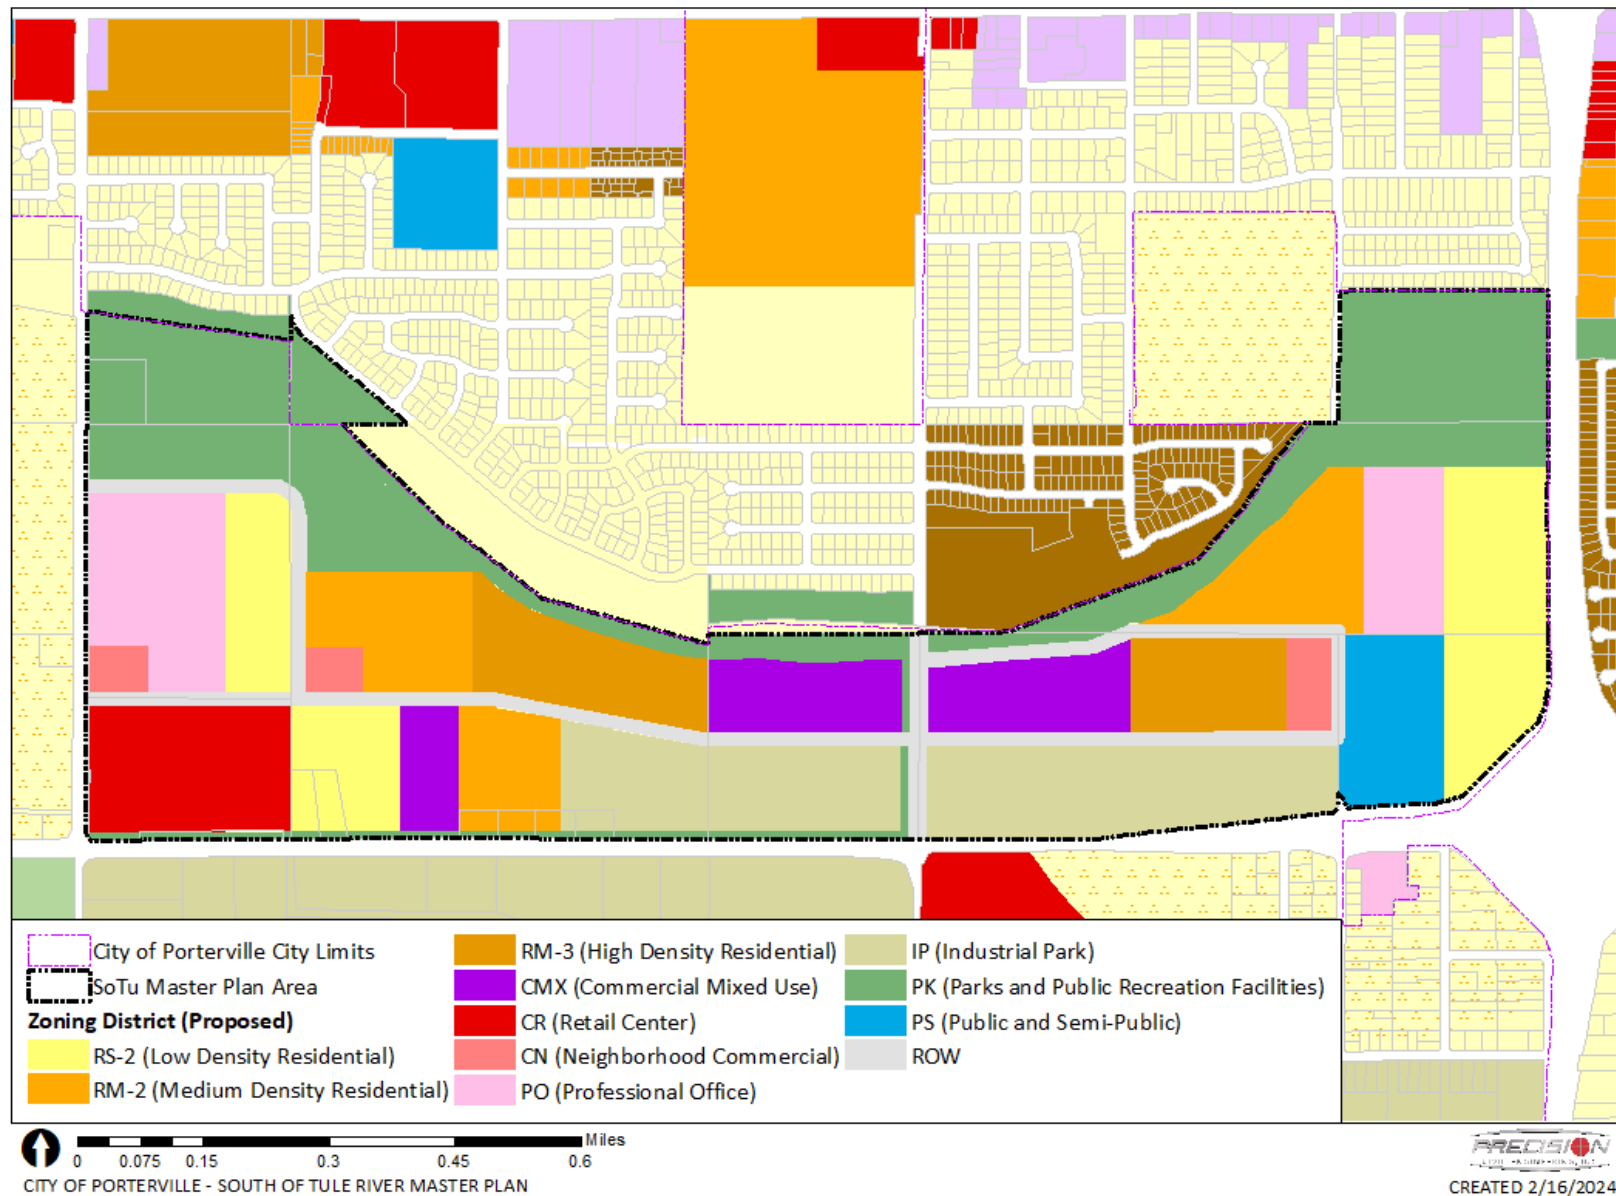 City of Porterville City Limits
SoTu Master Plan Area
Zoning District (Proposed)
RS-2 (Low Density Residential)
RM-2 (Medium Density Residential)
RM-3 (High Density Residential)
CMX (Commercial Mixed Use)
CR (Retail Center)
CN (Neighborhood Commercial)
PO (Professional Office)
IP (Industrial Park)
PK (Parks and Public Recreation Facilities)
PS (Public and Semi-Public)
ROW
Miles
0 0.075 0.15 0.3 0.45 0.6
CITY OF PORTERVILLE - SOUTH OF TULE RIVER MASTER PLAN
PRECISION
CIVIL ENGINEERING, INC.
CREATED 2/16/2024